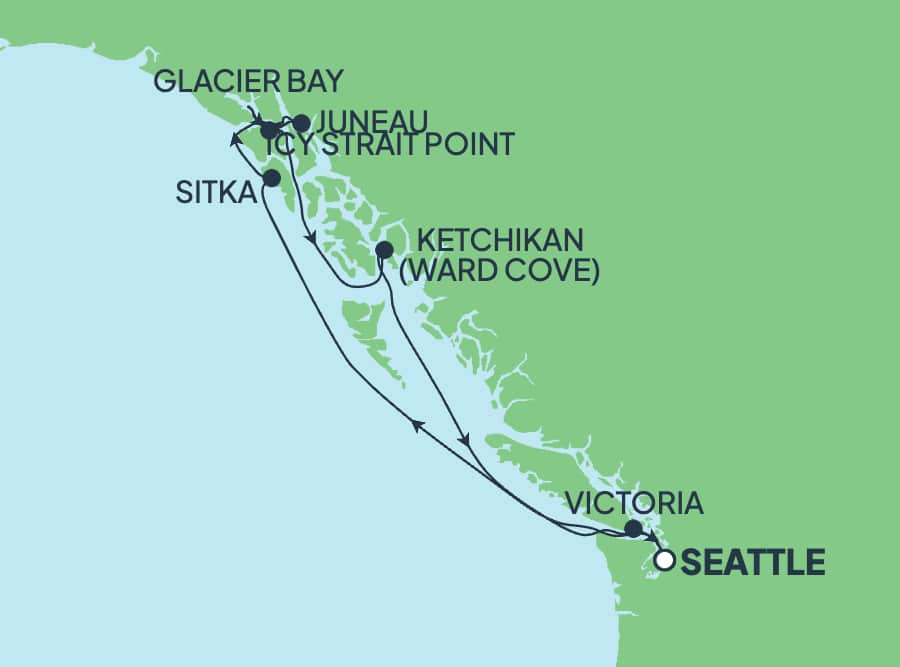 GLACIER BAY
JUNEAU
ICY STRAIT POINT
SITKA
KETCHIKAN
(WARD COVE)
VICTORIA
SEATTLE